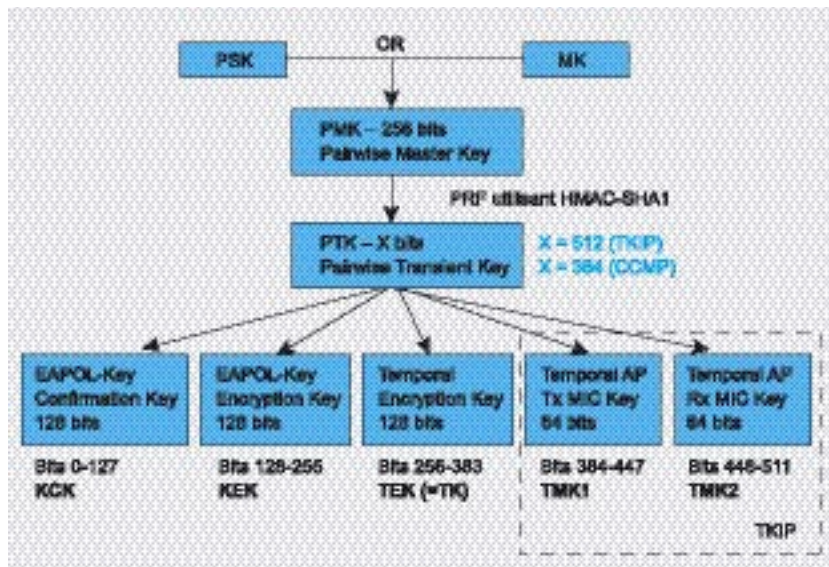 OR
PSK
MK
PMK – 256 bits
Pairwise Master Key
PRF utilisant HMAC-SHA1
PTK – X bits
Pairwise Transient Key
X = 512 (TKIP)
X = 384 (CCMP)
EAPOL-Key
Confirmation Key
128 bits
EAPOL-Key
Encryption Key
128 bits
Temporal
Encryption Key
128 bits
Temporal AP
Tx MIC Key
64 bits
Temporal AP
Rx MIC Key
64 bits
Bits 0-127
KCK
Bits 128-255
KEK
Bits 256-383
TEK (=TK)
Bits 384-447
TMK1
Bits 448-511
TMK2
TKIP